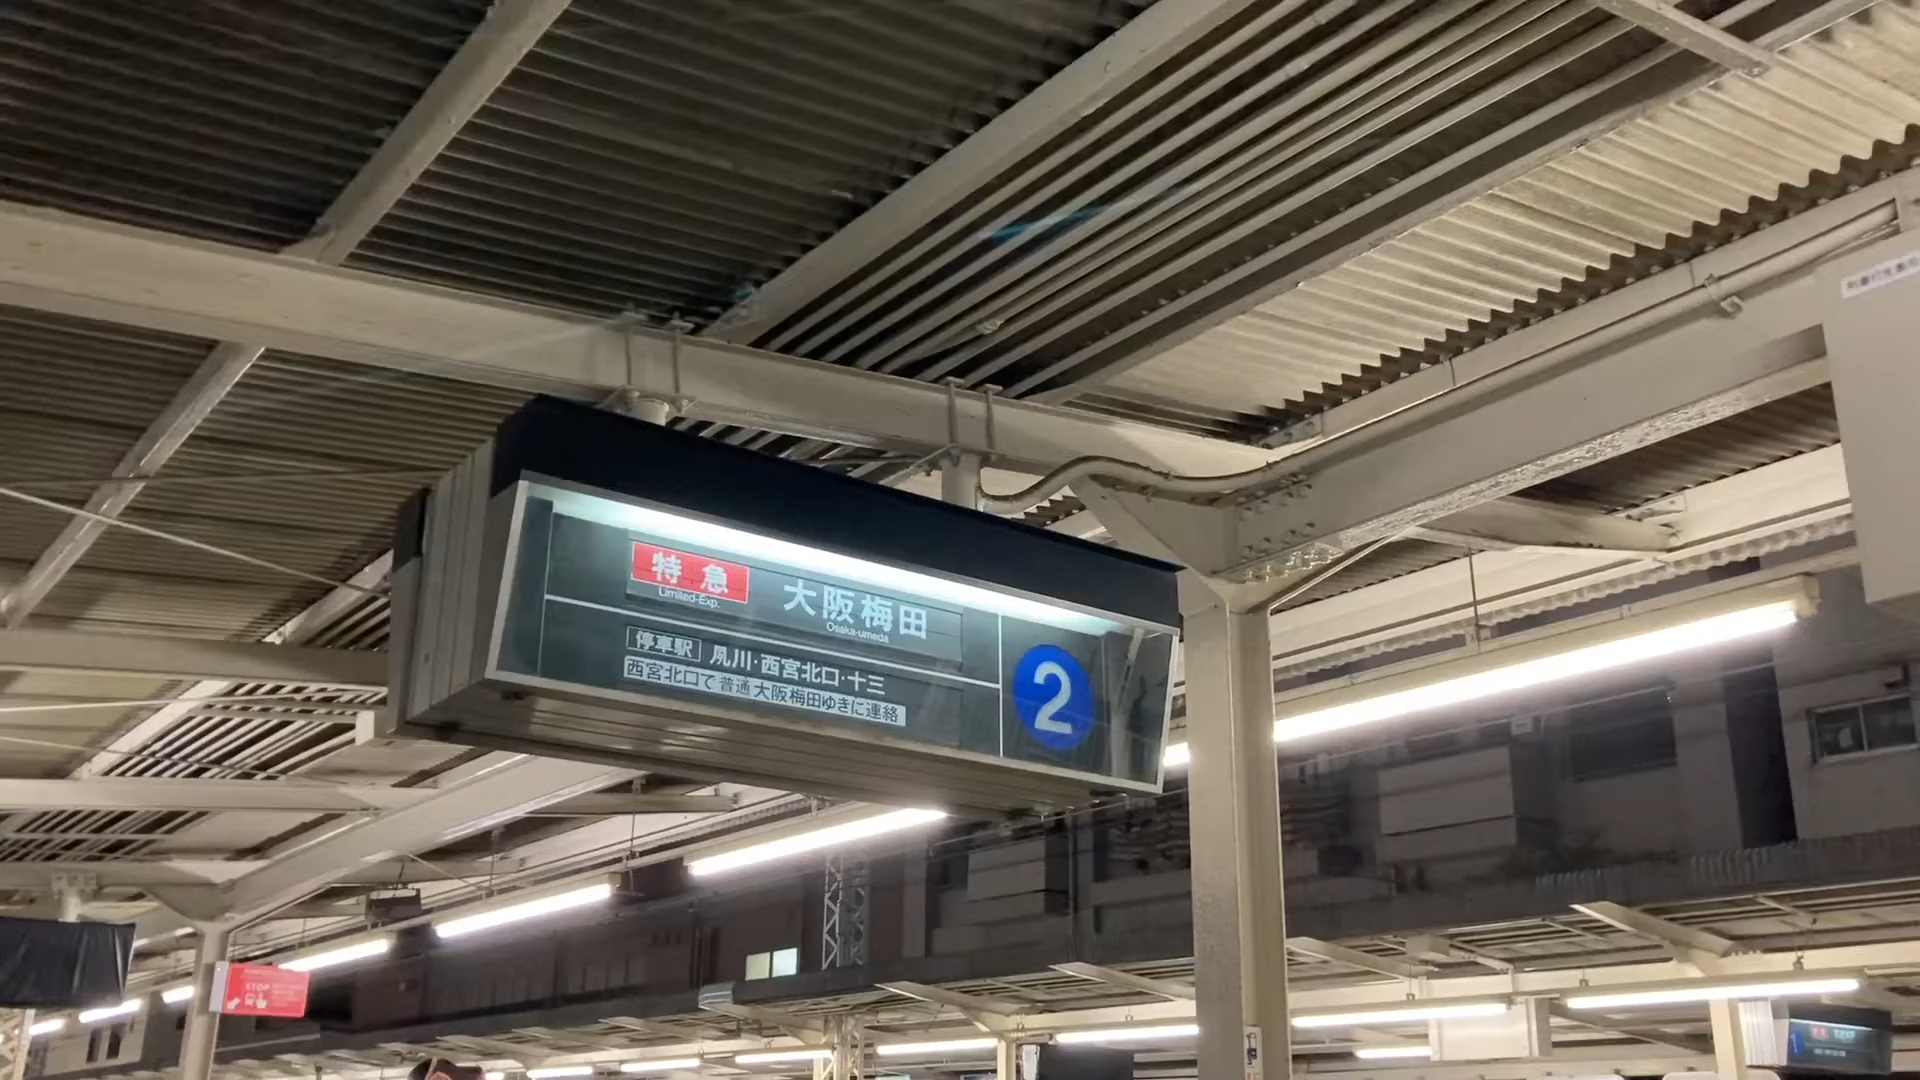 特急 大阪梅田
Limited-Exp. Osaka-umeda
停車駅 夙川・西宮北口・十三
西宮北口で普通大阪梅田ゆきに連絡
2
STOP
1